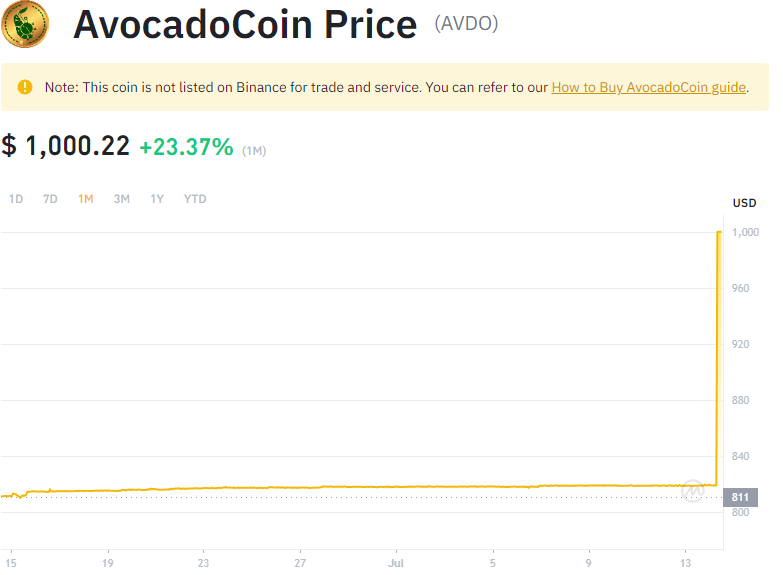 AvocadoCoin Price (AVDO)
Note: This coin is not listed on Binance for trade and service. You can refer to our How to Buy AvocadoCoin guide.
$ 1,000.22 +23.37% (1M)
1D 7D 1M 3M 1Y YTD
USD
1,000
960
920
880
840
811
800
15 19 23 27 Jul 5 9 13